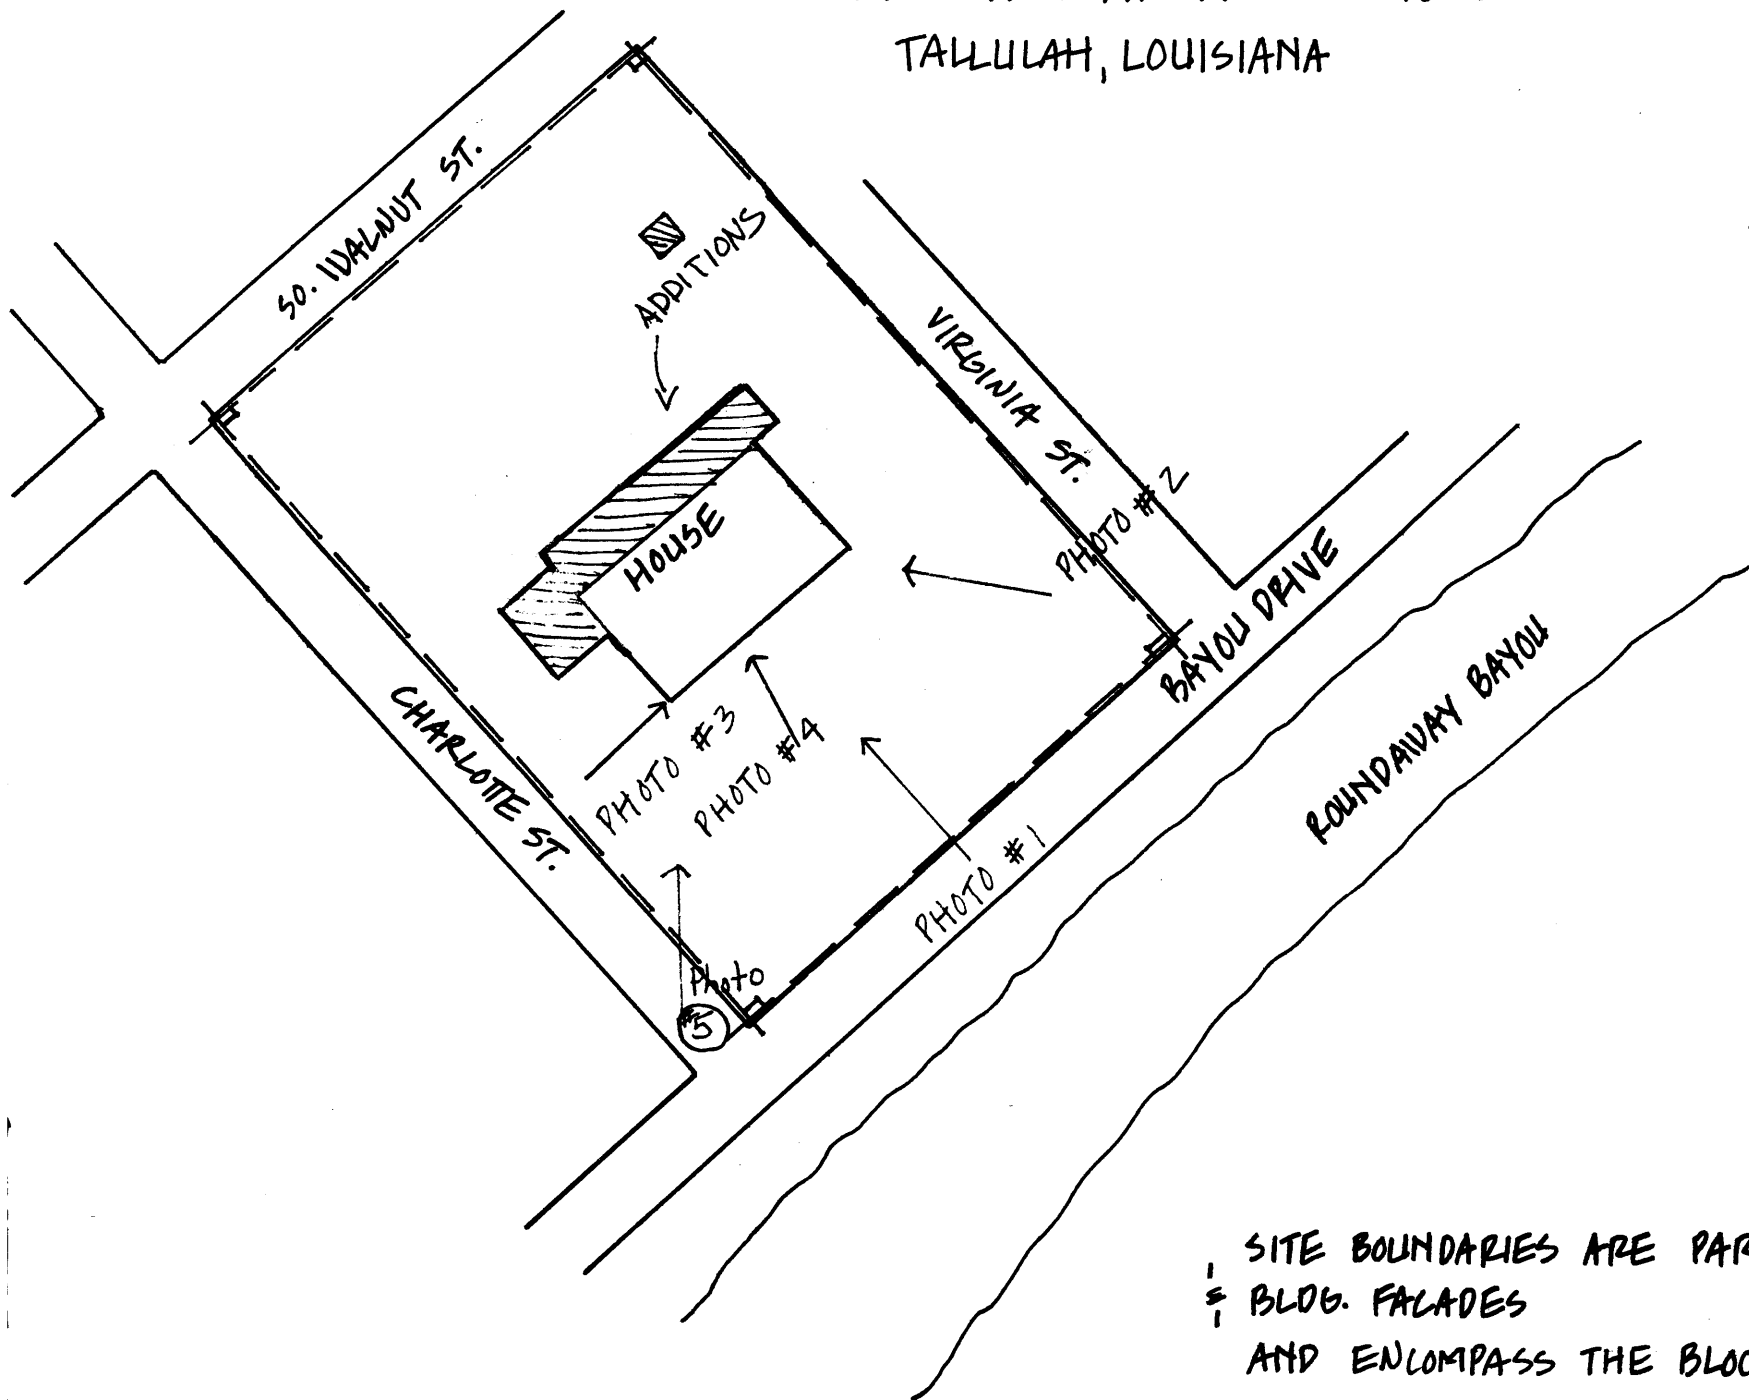 TALLULAH, LOUISIANA
SO. WALNUT ST.
ADDITIONS
VIRGINIA ST.
HOUSE
PHOTO #2
BAYOU DRIVE
ROUNDAWAY BAYOU
CHARLOTTE ST.
PHOTO #3
PHOTO #4
PHOTO #1
Photo
#5
SITE BOUNDARIES ARE PAR
BLDG. FACADES
AND ENCOMPASS THE BLOC